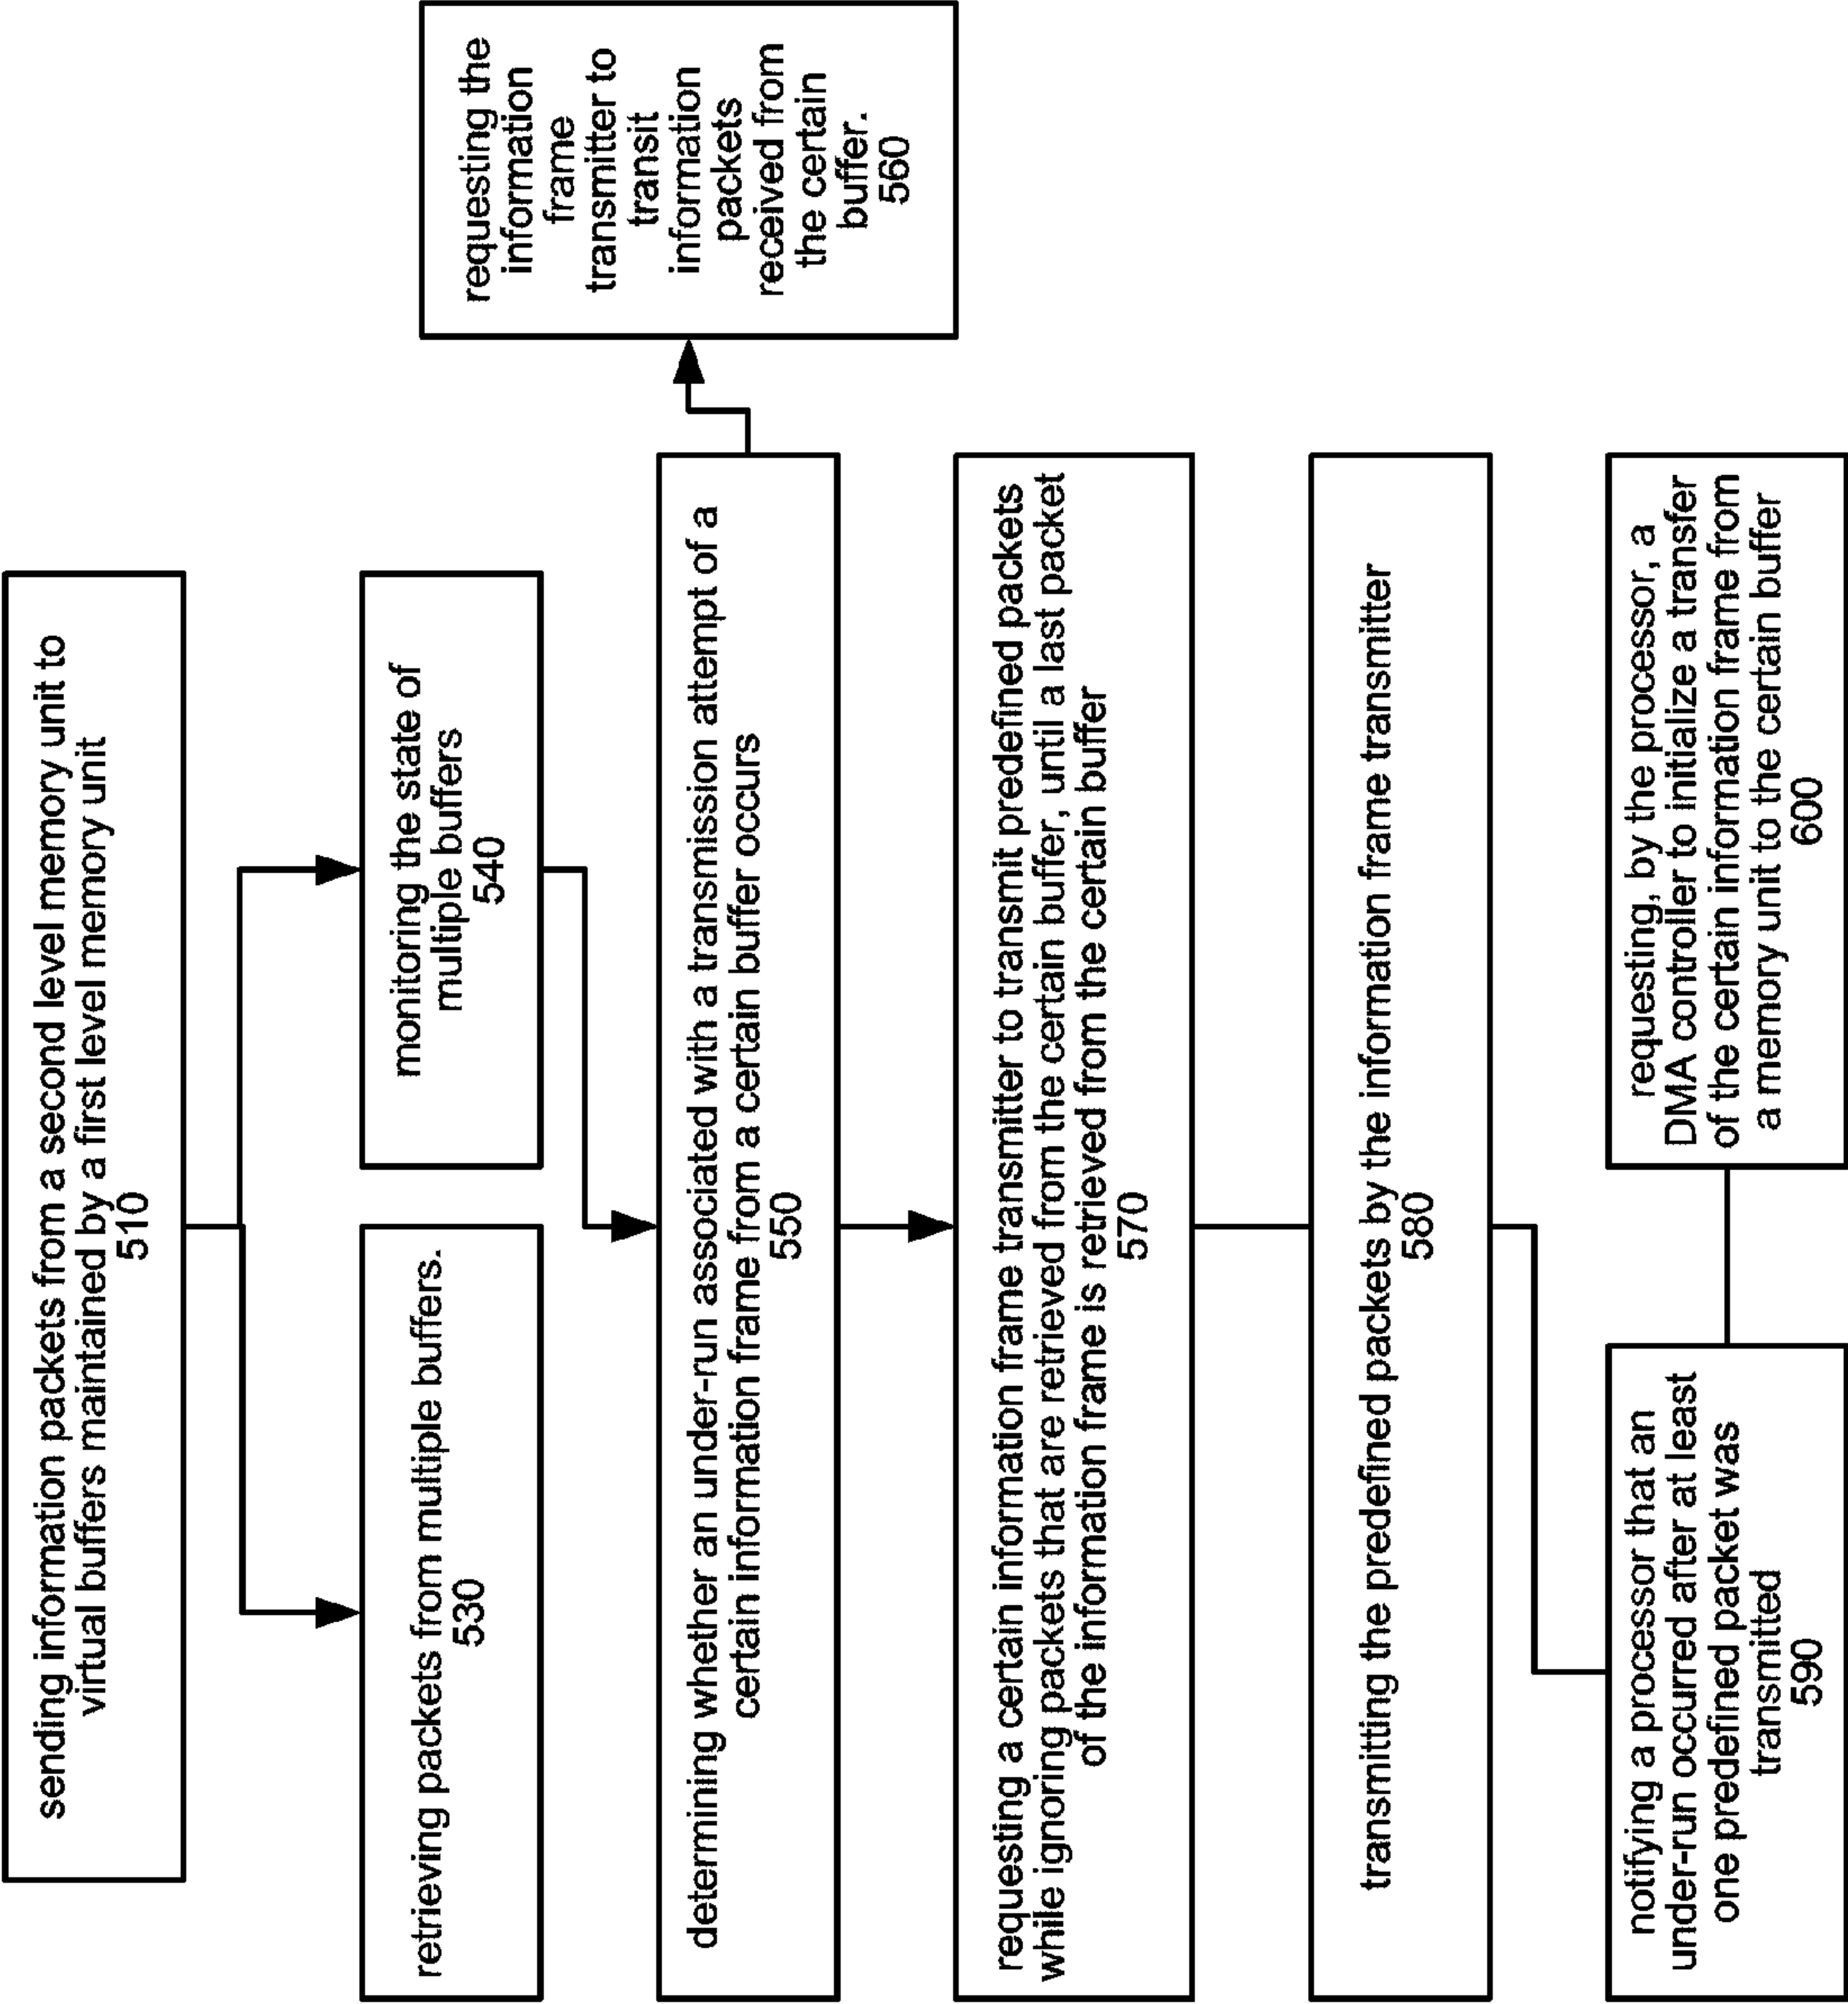 sending information packets from a second level memory unit to
virtual buffers maintained by a first level memory unit
510
retrieving packets from multiple buffers.
530
monitoring the state of
multiple buffers
540
determining whether an under-run associated with a transmission attempt of a
certain information frame from a certain buffer occurs
550
requesting the
information
frame
transmitter to
transit
information
packets
received from
the certain
buffer.
560
requesting a certain information frame transmitter to transmit predefined packets
while ignoring packets that are retrieved from the certain buffer, until a last packet
of the information frame is retrieved from the certain buffer
570
transmitting the predefined packets by the information frame transmitter
580
notifying a processor that an
under-run occurred after at least
one predefined packet was
transmitted
590
requesting, by the processor, a
DMA controller to initialize a transfer
of the certain information frame from
a memory unit to the certain buffer
600